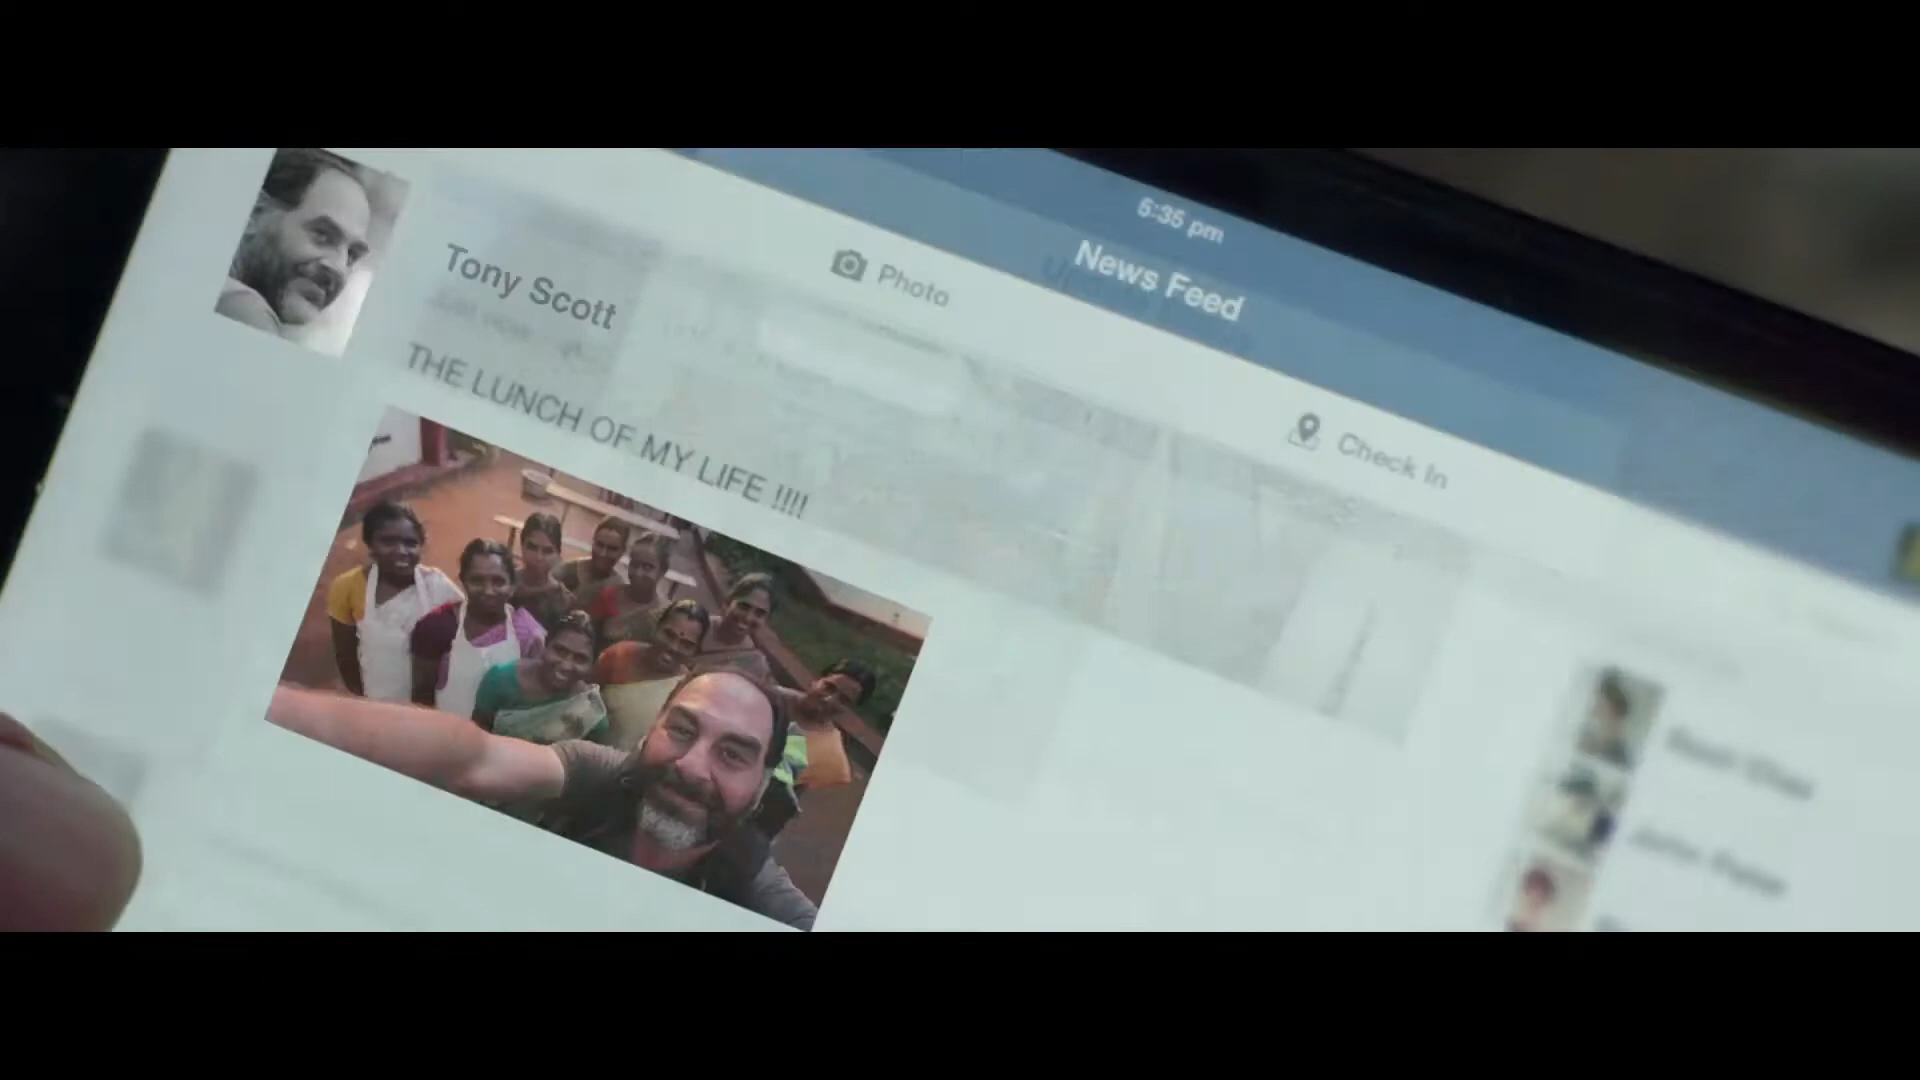 5:35 pm
News Feed
Photo
Check In
Tony Scott
THE LUNCH OF MY LIFE !!!!